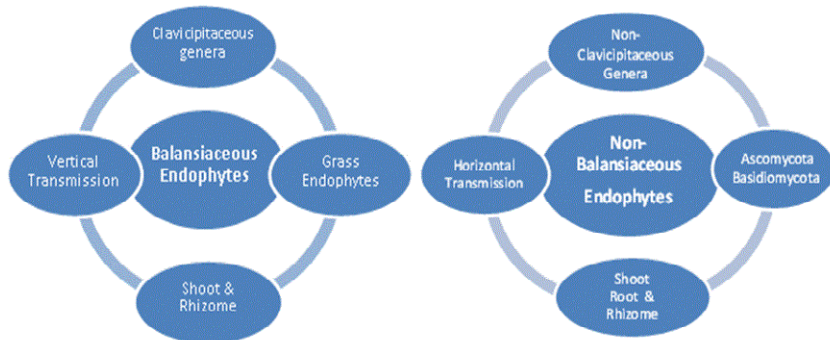 Clavicipitaceous
genera
Vertical
Transmission
Balansiaceous
Endophytes
Grass
Endophytes
Shoot &
Rhizome
Non-
Clavicipitaceous
Genera
Horizontal
Transmission
Non-
Balansiaceous
Endophytes
Ascomycota
Basidiomycota
Shoot
Root &
Rhizome